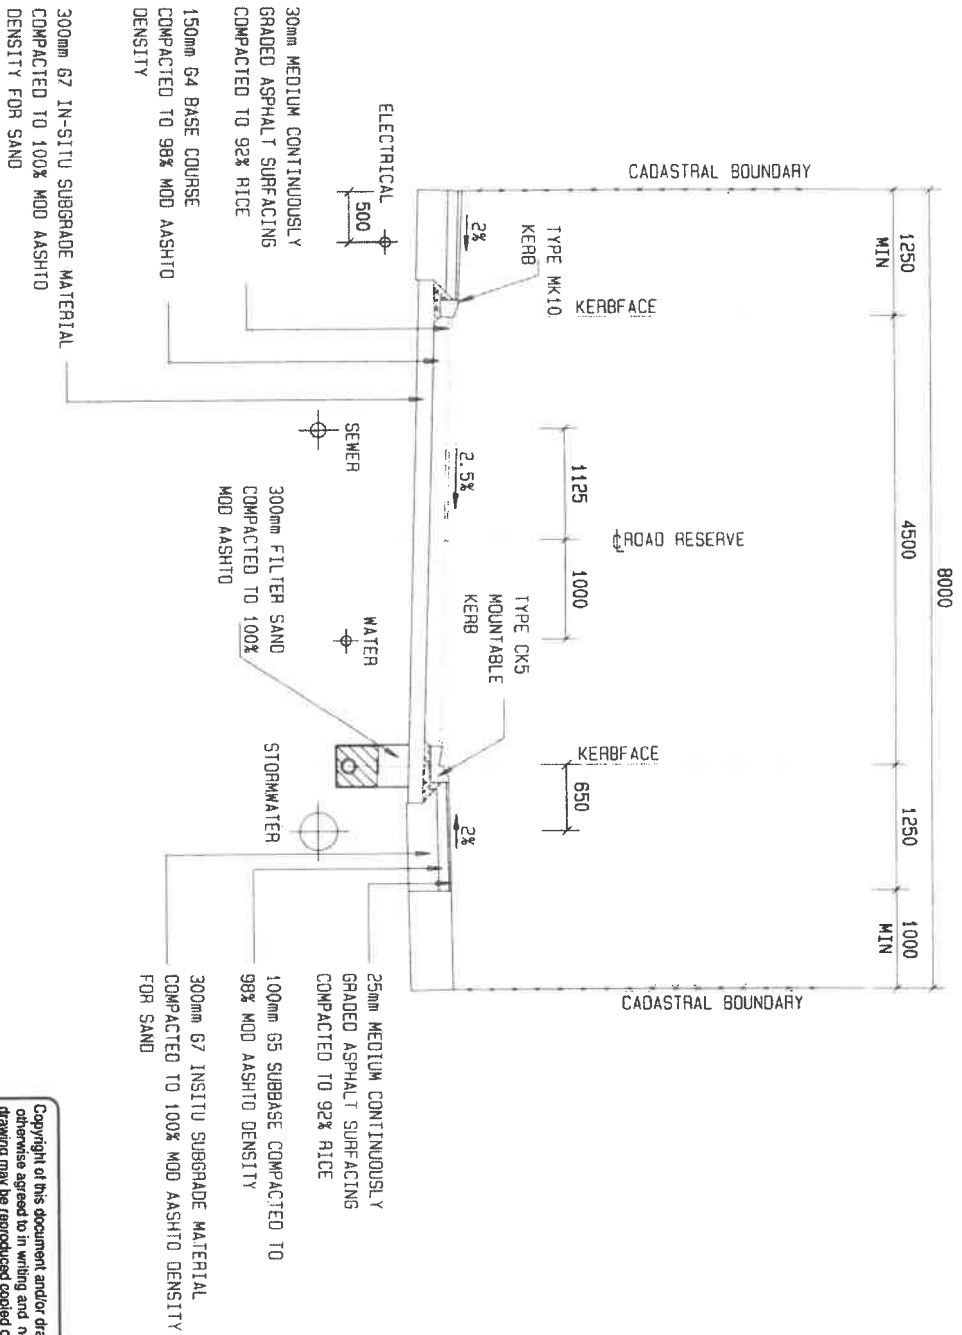 8000
1250
MIN
4500
1250
1000
MIN
CADASTRAL BOUNDARY
CADASTRAL BOUNDARY
KERBFACE
KERBFACE
℄ ROAD RESERVE
1125
1000
650
TYPE MK10
KERB
TYPE CK5
MOUNTABLE
KERB
2%
2.5%
2%
500
ELECTRICAL
SEWER
WATER
STORMWATER
30mm MEDIUM CONTINUOUSLY
GRADED ASPHALT SURFACING
COMPACTED TO 92% RICE
150mm G4 BASE COURSE
COMPACTED TO 98% MOD AASHTO
DENSITY
300mm G7 IN-SITU SUBGRADE MATERIAL
COMPACTED TO 100% MOD AASHTO
DENSITY FOR SAND
300mm FILTER SAND
COMPACTED TO 100%
MOD AASHTO
25mm MEDIUM CONTINUOUSLY
GRADED ASPHALT SURFACING
COMPACTED TO 92% RICE
100mm G5 SUBBASE COMPACTED TO
98% MOD AASHTO DENSITY
300mm G7 INSITU SUBGRADE MATERIAL
COMPACTED TO 100% MOD AASHTO DENSITY
FOR SAND
Copyright of this document and/or dra
otherwise agreed to in writing and n
drawing may be reproduced copied